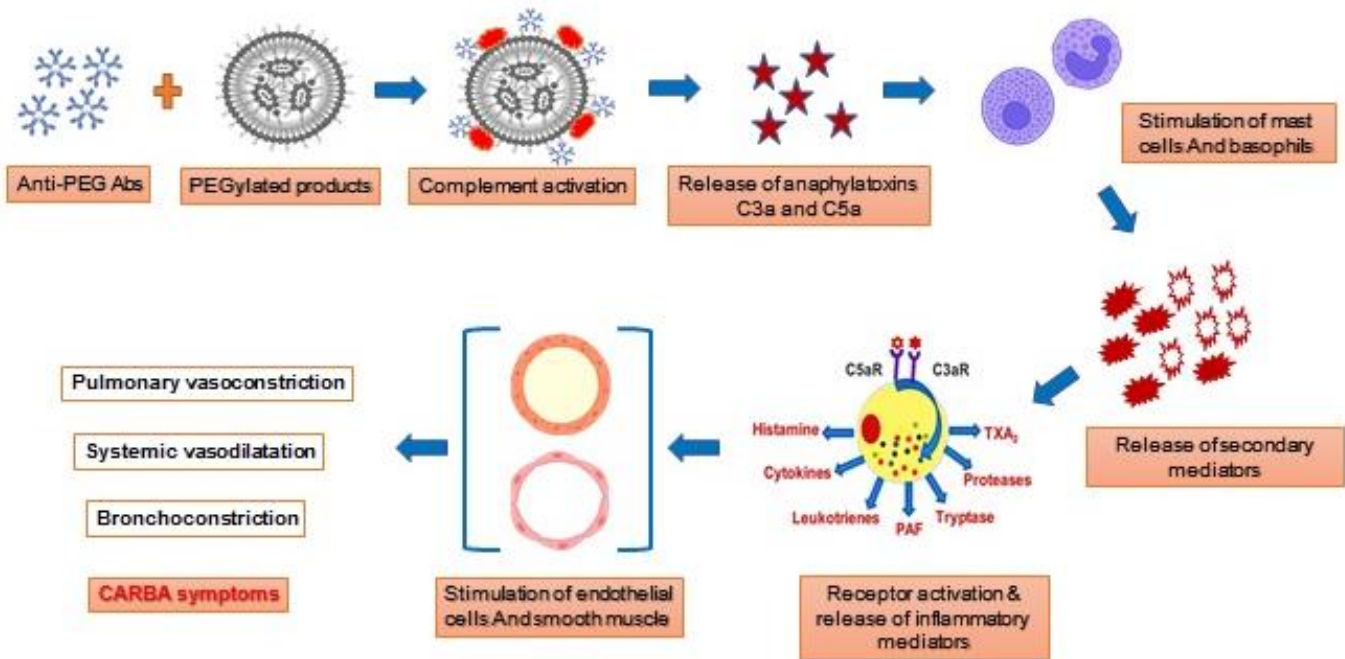 Anti-PEG Abs
PEGylated products
Complement activation
Release of anaphylatoxins
C3a and C5a
Stimulation of mast
cells And basophils
Release of secondary
mediators
C5aR
C3aR
Histamine
Cytokines
Leukotrienes
PAF
Tryptase
Proteases
TXA₂
Receptor activation &
release of inflammatory
mediators
Stimulation of endothelial
cells And smooth muscle
Pulmonary vasoconstriction
Systemic vasodilatation
Bronchoconstriction
CARBA symptoms